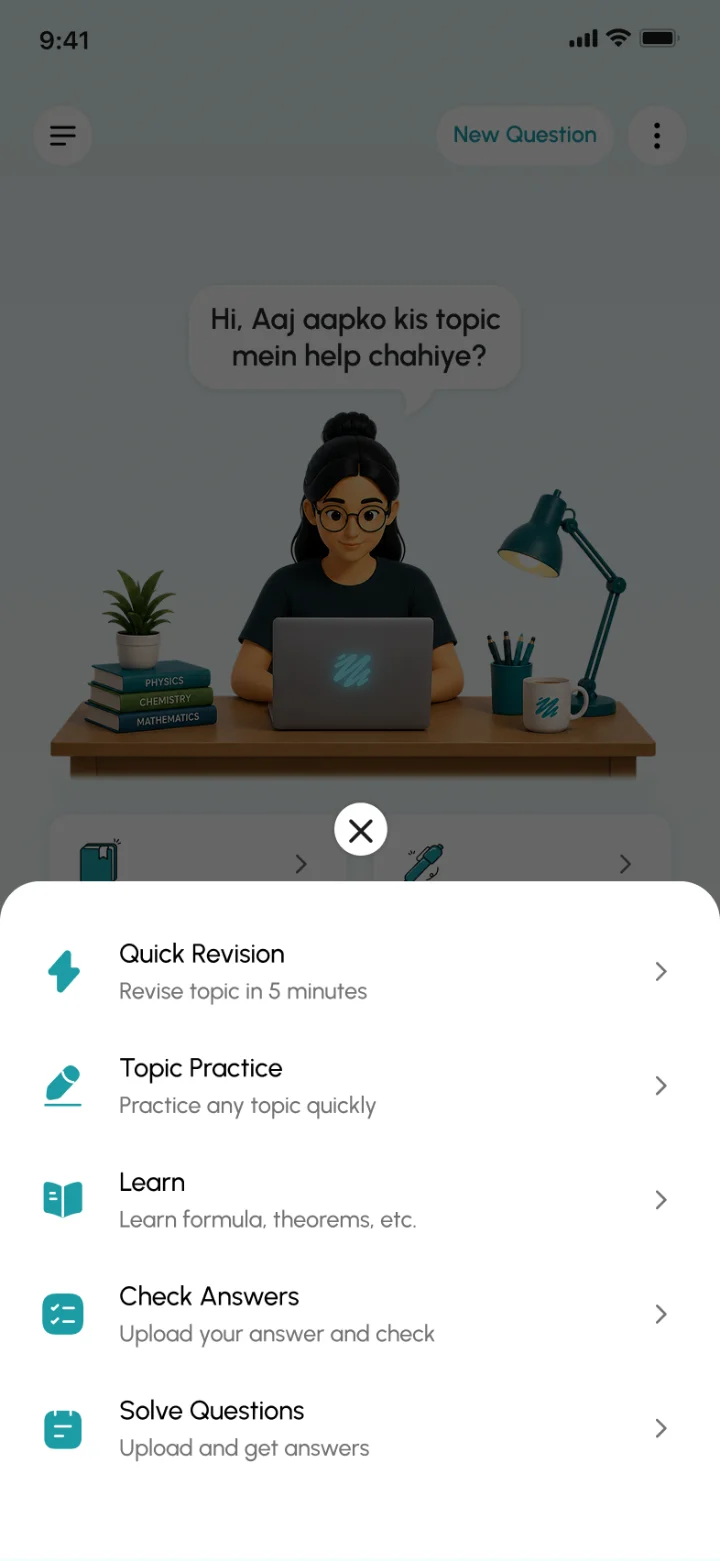 9:41
New Question
Hi, Aaj aapko kis topic
mein help chahiye?
PHYSICS
CHEMISTRY
MATHEMATICS
Quick Revision
Revise topic in 5 minutes
Topic Practice
Practice any topic quickly
Learn
Learn formula, theorems, etc.
Check Answers
Upload your answer and check
Solve Questions
Upload and get answers